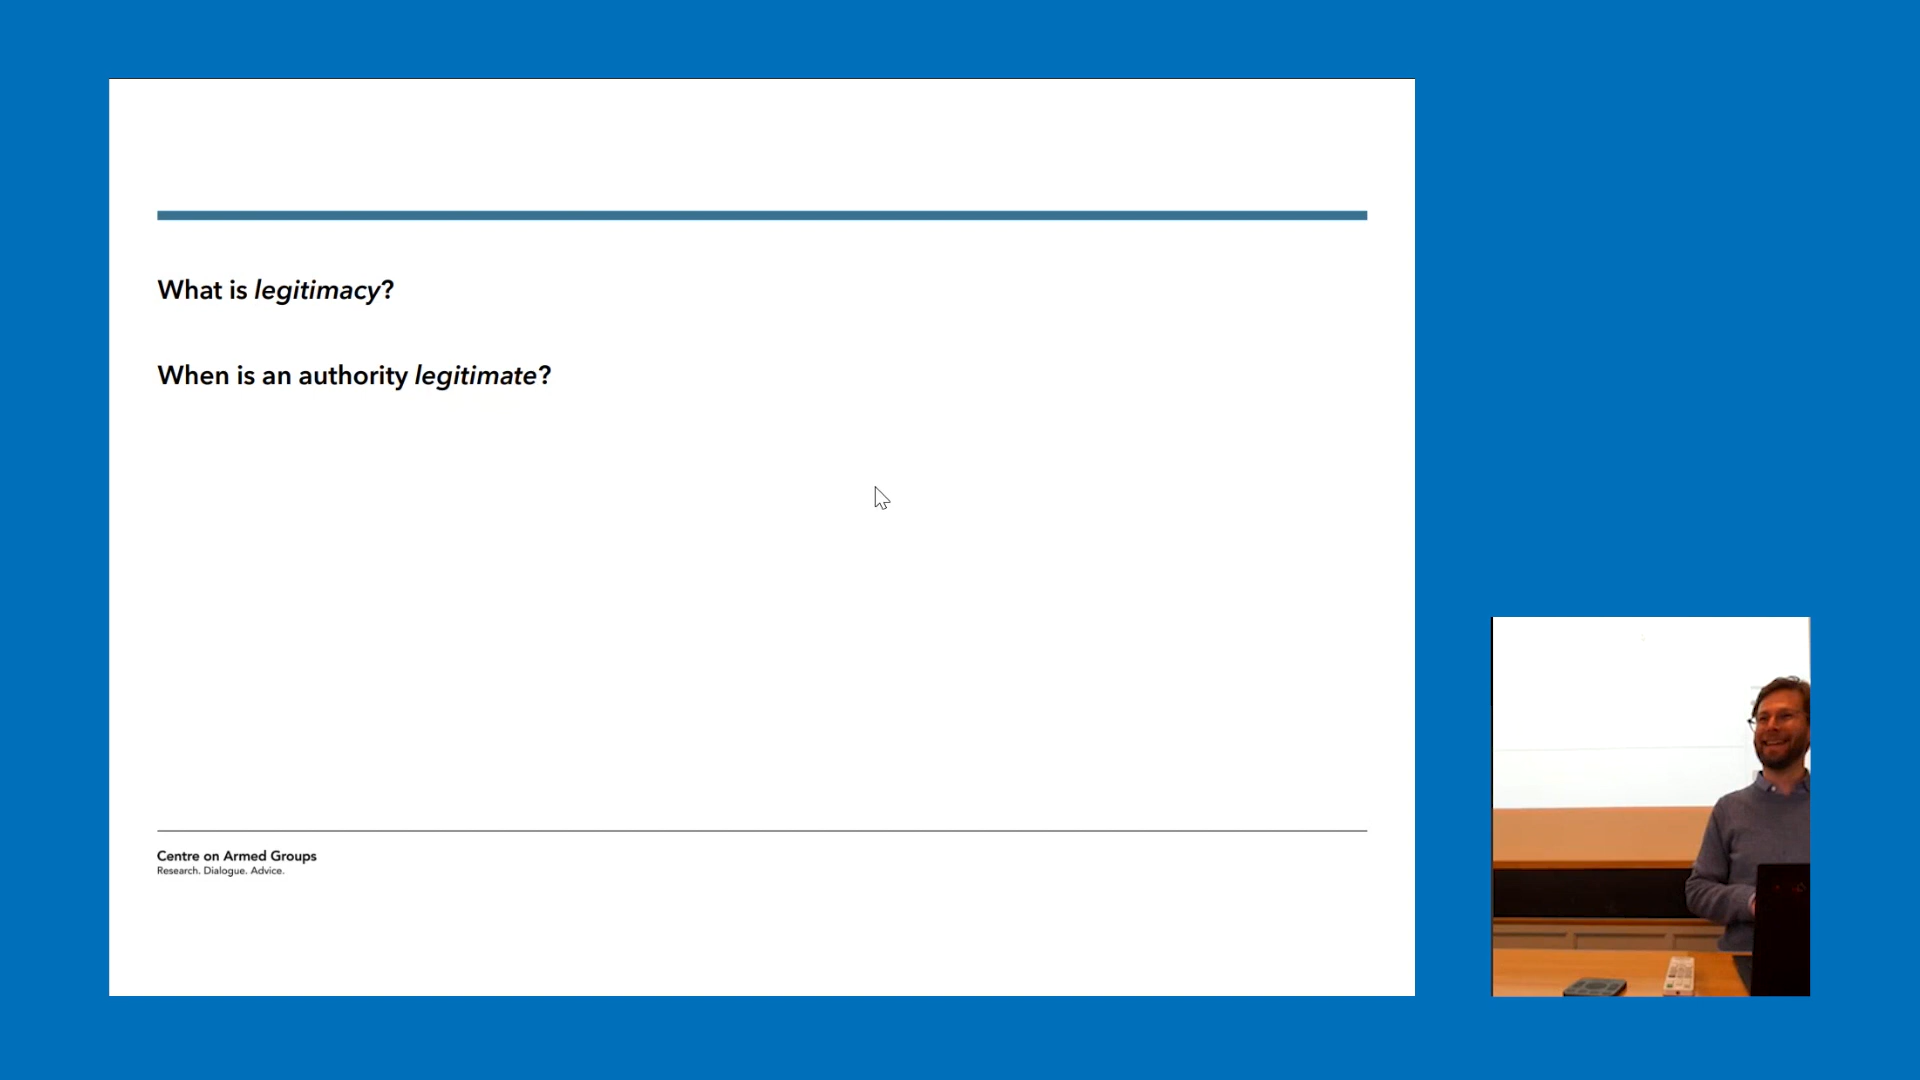 What is legitimacy?
When is an authority legitimate?
Centre on Armed Groups
Research. Dialogue. Advice.